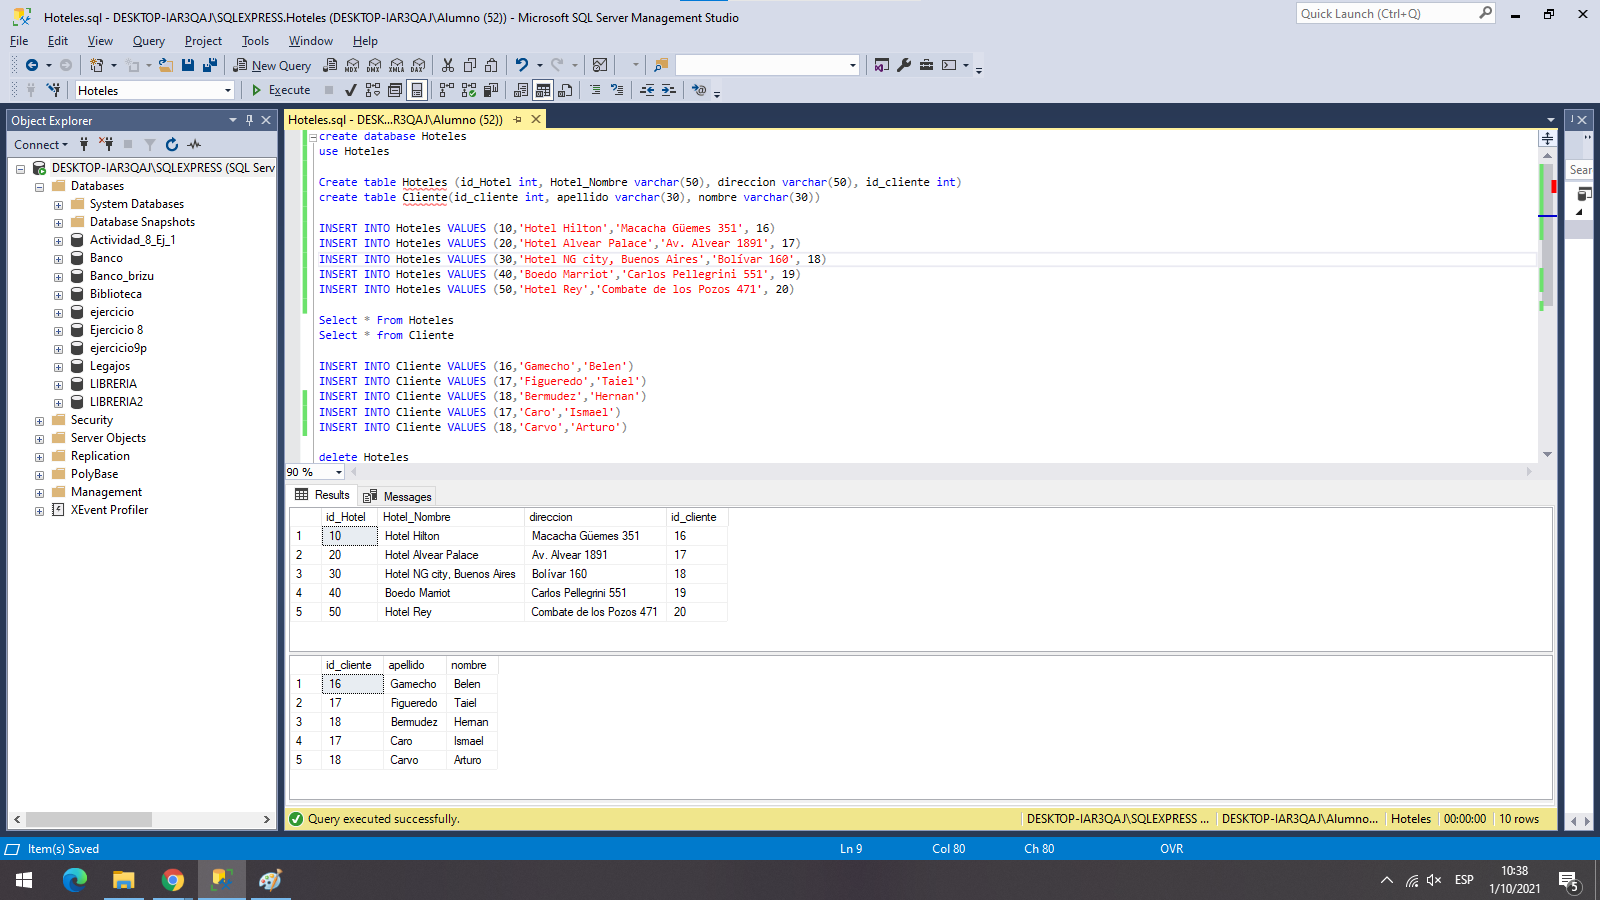 Hoteles.sql - DESKTOP-IAR3QAJ\SQLEXPRESS.Hoteles (DESKTOP-IAR3QAJ\Alumno (52)) - Microsoft SQL Server Management Studio
Quick Launch (Ctrl+Q)
File Edit View Query Project Tools Window Help
New Query
MDX DMX XMLA DAX
Hoteles
Execute
Object Explorer
Connect
DESKTOP-IAR3QAJ\SQLEXPRESS (SQL Serv
Databases
System Databases
Database Snapshots
Actividad_8_Ej_1
Banco
Banco_brizu
Biblioteca
ejercicio
Ejercicio 8
ejercicio9p
Legajos
LIBRERIA
LIBRERIA2
Security
Server Objects
Replication
PolyBase
Management
XEvent Profiler
Hoteles.sql - DESK...R3QAJ\Alumno (52))
create database Hoteles
use Hoteles
Create table Hoteles (id_Hotel int, Hotel_Nombre varchar(50), direccion varchar(50), id_cliente int)
create table Cliente(id_cliente int, apellido varchar(30), nombre varchar(30))
INSERT INTO Hoteles VALUES (10,'Hotel Hilton','Macacha Güemes 351', 16)
INSERT INTO Hoteles VALUES (20,'Hotel Alvear Palace','Av. Alvear 1891', 17)
INSERT INTO Hoteles VALUES (30,'Hotel NG city, Buenos Aires','Bolívar 160', 18)
INSERT INTO Hoteles VALUES (40,'Boedo Marriot','Carlos Pellegrini 551', 19)
INSERT INTO Hoteles VALUES (50,'Hotel Rey','Combate de los Pozos 471', 20)
Select * From Hoteles
Select * from Cliente
INSERT INTO Cliente VALUES (16,'Gamecho','Belen')
INSERT INTO Cliente VALUES (17,'Figueredo','Taiel')
INSERT INTO Cliente VALUES (18,'Bermudez','Hernan')
INSERT INTO Cliente VALUES (17,'Caro','Ismael')
INSERT INTO Cliente VALUES (18,'Carvo','Arturo')
delete Hoteles
90 %
Sear
Results Messages
id_Hotel Hotel_Nombre direccion id_cliente
1 10 Hotel Hilton Macacha Güemes 351 16
2 20 Hotel Alvear Palace Av. Alvear 1891 17
3 30 Hotel NG city, Buenos Aires Bolívar 160 18
4 40 Boedo Marriot Carlos Pellegrini 551 19
5 50 Hotel Rey Combate de los Pozos 471 20
id_cliente apellido nombre
1 16 Gamecho Belen
2 17 Figueredo Taiel
3 18 Bermudez Hernan
4 17 Caro Ismael
5 18 Carvo Arturo
Query executed successfully.
DESKTOP-IAR3QAJ\SQLEXPRESS ... DESKTOP-IAR3QAJ\Alumno... Hoteles 00:00:00 10 rows
Item(s) Saved
Ln 9 Col 80 Ch 80 OVR
ESP
10:38
1/10/2021
5